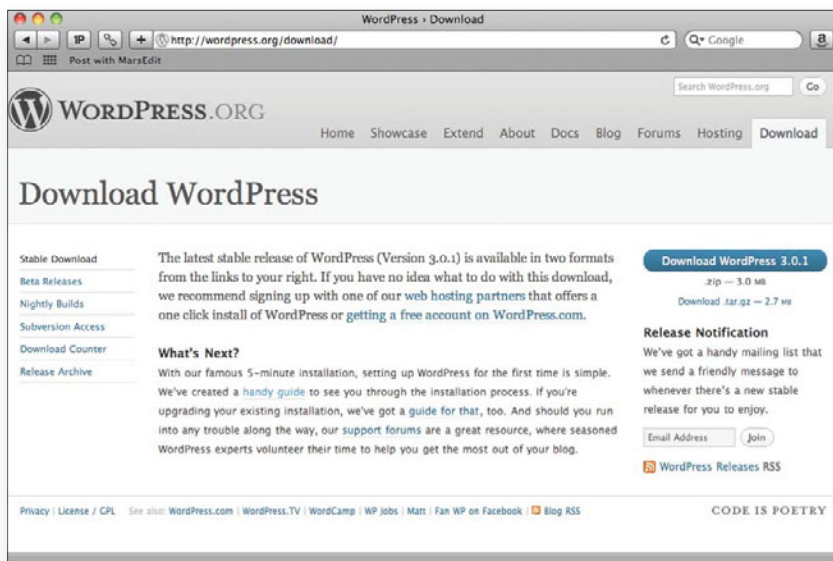 WordPress › Download
1P
http://wordpress.org/download/
Google
a
Post with MarsEdit
Search WordPress.org
Go
WORDPRESS.ORG
Home Showcase Extend About Docs Blog Forums Hosting Download
Download WordPress
Stable Download
Beta Releases
Nightly Builds
Subversion Access
Download Counter
Release Archive
The latest stable release of WordPress (Version 3.0.1) is available in two formats
from the links to your right. If you have no idea what to do with this download,
we recommend signing up with one of our web hosting partners that offers a
one click install of WordPress or getting a free account on WordPress.com.
What's Next?
With our famous 5-minute installation, setting up WordPress for the first time is simple.
We've created a handy guide to see you through the installation process. If you're
upgrading your existing installation, we've got a guide for that, too. And should you run
into any trouble along the way, our support forums are a great resource, where seasoned
WordPress experts volunteer their time to help you get the most out of your blog.
Download WordPress 3.0.1
.zip — 3.0 MB
Download .tar.gz — 2.7 MB
Release Notification
We've got a handy mailing list that
we send a friendly message to
whenever there's a new stable
release for you to enjoy.
Email Address Join
WordPress Releases RSS
Privacy | License / GPL See also: WordPress.com | WordPress.TV | WordCamp | WP Jobs | Matt | Fan WP on Facebook | Blog RSS
CODE IS POETRY